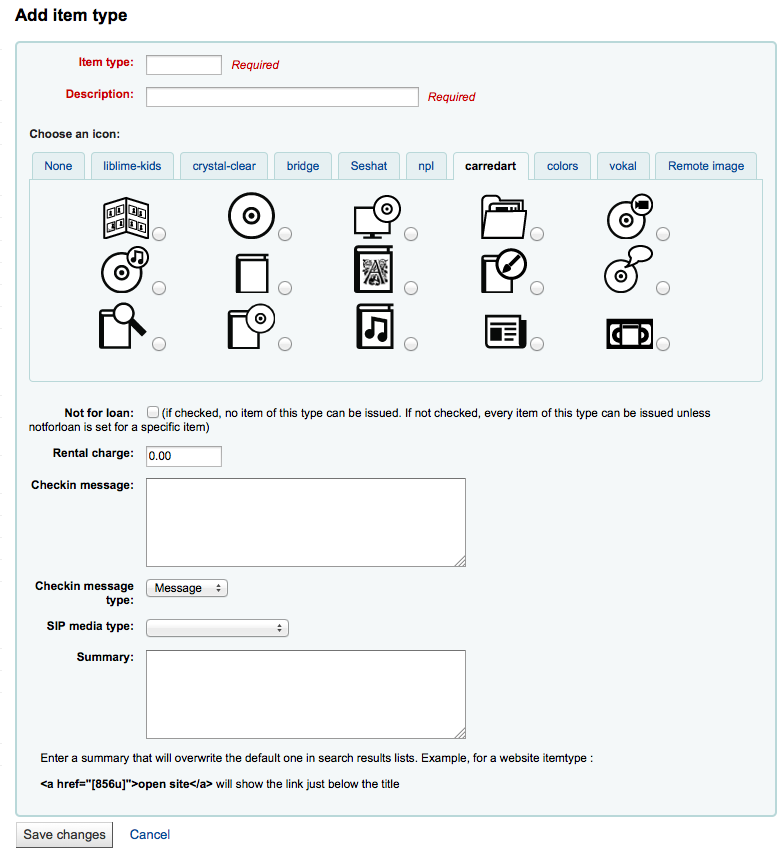 Add item type
Item type: Required
Description: Required
Choose an icon:
None liblime-kids crystal-clear bridge Seshat npl carredart colors vokal Remote image
Not for loan: (if checked, no item of this type can be issued. If not checked, every item of this type can be issued unless
notforloan is set for a specific item)
Rental charge: 0.00
Checkin message:
Checkin message Message
type:
SIP media type:
Summary:
Enter a summary that will overwrite the default one in search results lists. Example, for a website itemtype :
<a href="[856u]">open site</a> will show the link just below the title
Save changes Cancel